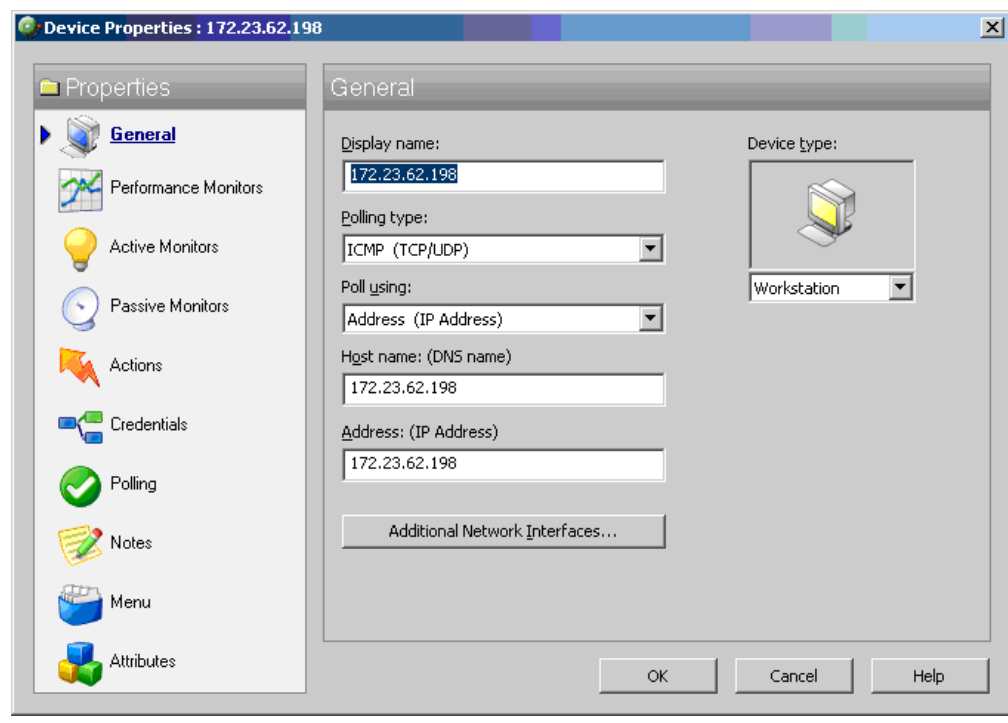 Device Properties : 172.23.62.198
Properties
General
Performance Monitors
Active Monitors
Passive Monitors
Actions
Credentials
Polling
Notes
Menu
Attributes
General
Display name:
172.23.62.198
Polling type:
ICMP (TCP/UDP)
Poll using:
Address (IP Address)
Host name: (DNS name)
172.23.62.198
Address: (IP Address)
172.23.62.198
Additional Network Interfaces...
Device type:
Workstation
OK
Cancel
Help